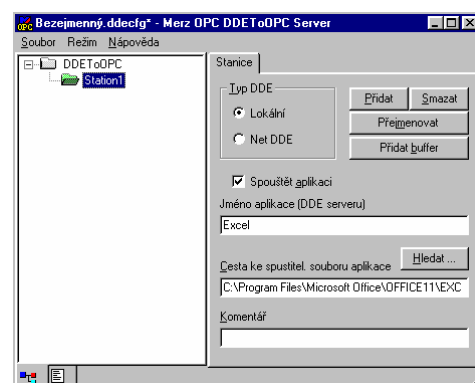 Bezejmenný.ddecfg* - Merz OPC DDEToOPC Server
Soubor Režim Nápověda
DDEToOPC
Station1
Stanice
Typ DDE
Lokální
Net DDE
Přidat
Smazat
Přejmenovat
Přidat buffer
Spouštět aplikaci
Jméno aplikace (DDE serveru)
Excel
Cesta ke spustitel. souboru aplikace
Hledat ...
C:\Program Files\Microsoft Office\OFFICE11\EXC
Komentář